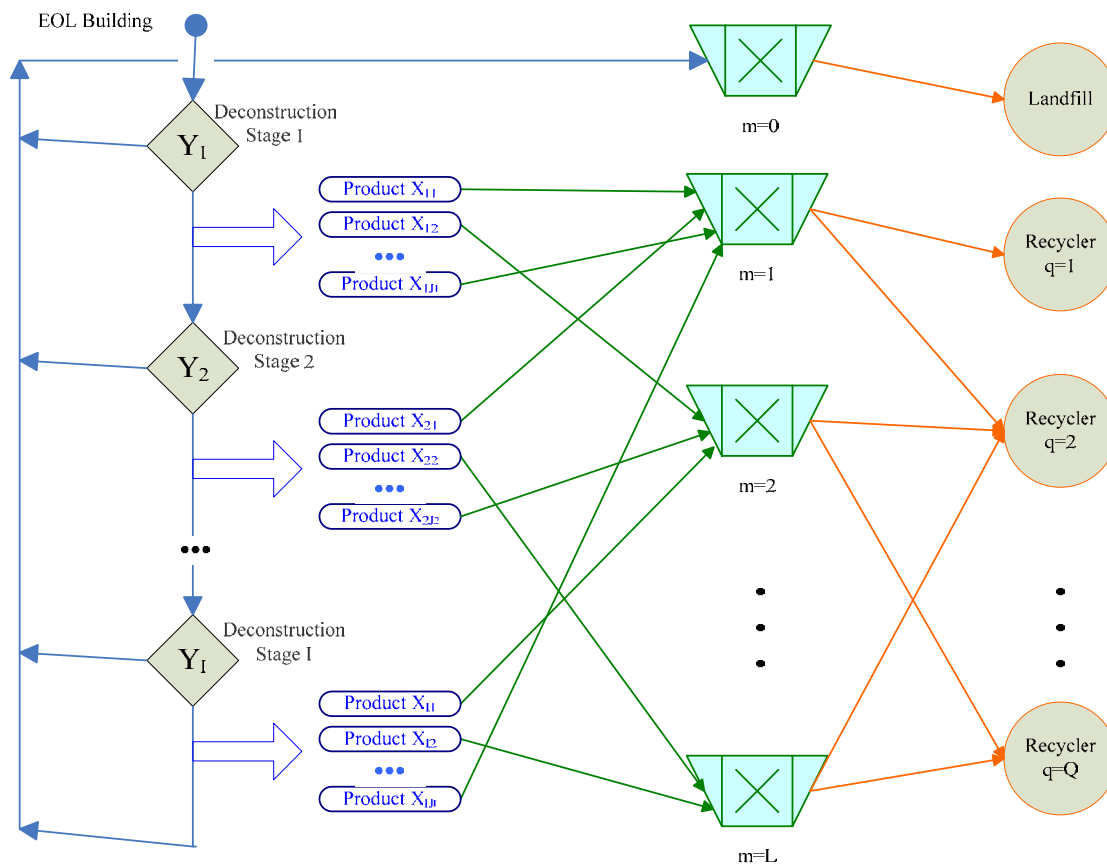 EOL Building
Landfill
m=0
Deconstruction
Stage 1
Y1
Product X11
Product X12
•••
Product X1J1
m=1
Recycler
q=1
Deconstruction
Stage 2
Y2
Product X21
Product X22
•••
Product X2J2
m=2
Recycler
q=2
•••
Deconstruction
Stage I
YI
Product XI1
Product XI2
•••
Product XIJI
m=L
Recycler
q=Q